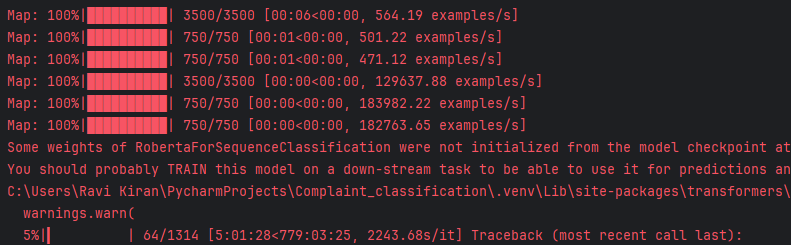 Map: 100%|██████████| 3500/3500 [00:06<00:00, 564.19 examples/s]
Map: 100%|██████████| 750/750 [00:01<00:00, 501.22 examples/s]
Map: 100%|██████████| 750/750 [00:01<00:00, 471.12 examples/s]
Map: 100%|██████████| 3500/3500 [00:00<00:00, 129637.88 examples/s]
Map: 100%|██████████| 750/750 [00:00<00:00, 183982.22 examples/s]
Map: 100%|██████████| 750/750 [00:00<00:00, 182763.65 examples/s]
Some weights of RobertaForSequenceClassification were not initialized from the model checkpoint at
You should probably TRAIN this model on a down-stream task to be able to use it for predictions an
C:\Users\Ravi Kiran\PycharmProjects\Complaint_classification\.venv\Lib\site-packages\transformers\
  warnings.warn(
  5%|▍         | 64/1314 [5:01:28<779:03:25, 2243.68s/it] Traceback (most recent call last):